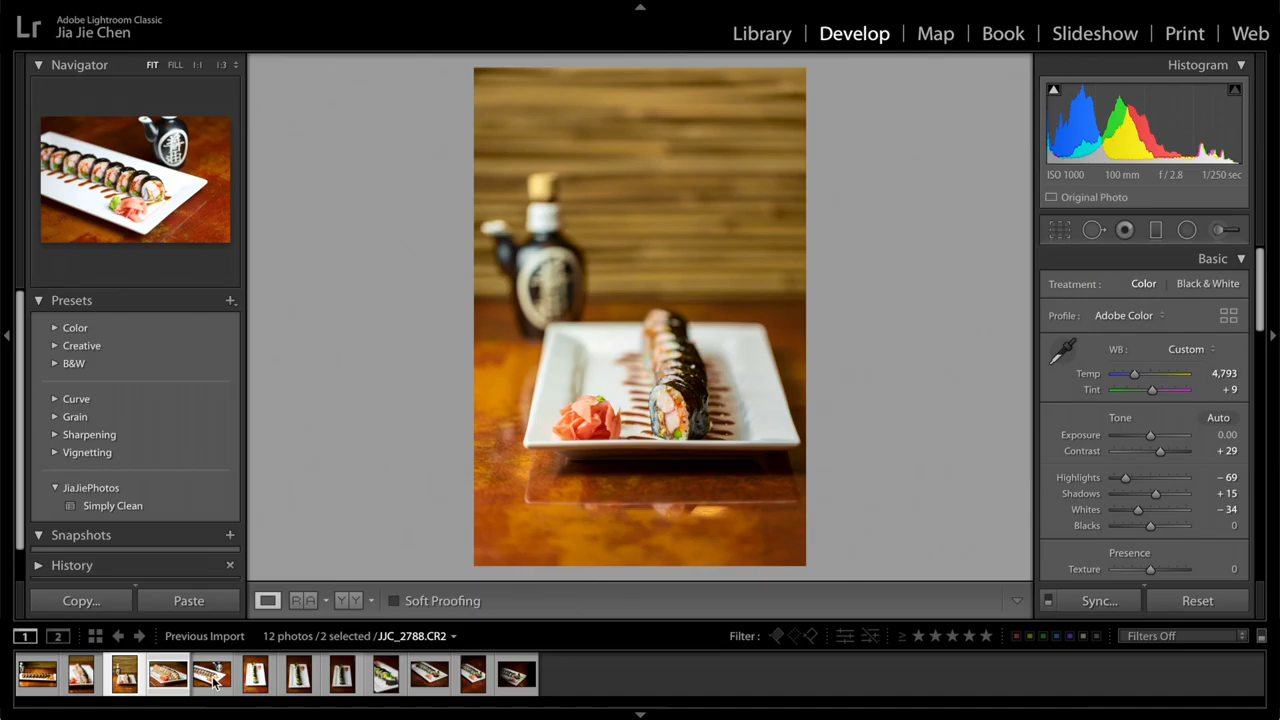 Lr
Adobe Lightroom Classic
Jia Jie Chen
Library | Develop | Map | Book | Slideshow | Print | Web
Navigator FIT FILL 1:1 1:3
Presets +
Color
Creative
B&W
Curve
Grain
Sharpening
Vignetting
JiaJiePhotos
Simply Clean
Snapshots +
History ×
Copy... Paste
Soft Proofing
Histogram
ISO 1000 100 mm f / 2.8 1/250 sec
Original Photo
Basic
Treatment : Color | Black & White
Profile : Adobe Color
WB : Custom
Temp 4,793
Tint + 9
Tone Auto
Exposure 0.00
Contrast + 29
Highlights – 69
Shadows + 15
Whites – 34
Blacks 0
Presence
Texture 0
Sync... Reset
1 2 Previous Import 12 photos/2 selected/JJC_2788.CR2 Filter : ≥ ★★★★★ Filters Off